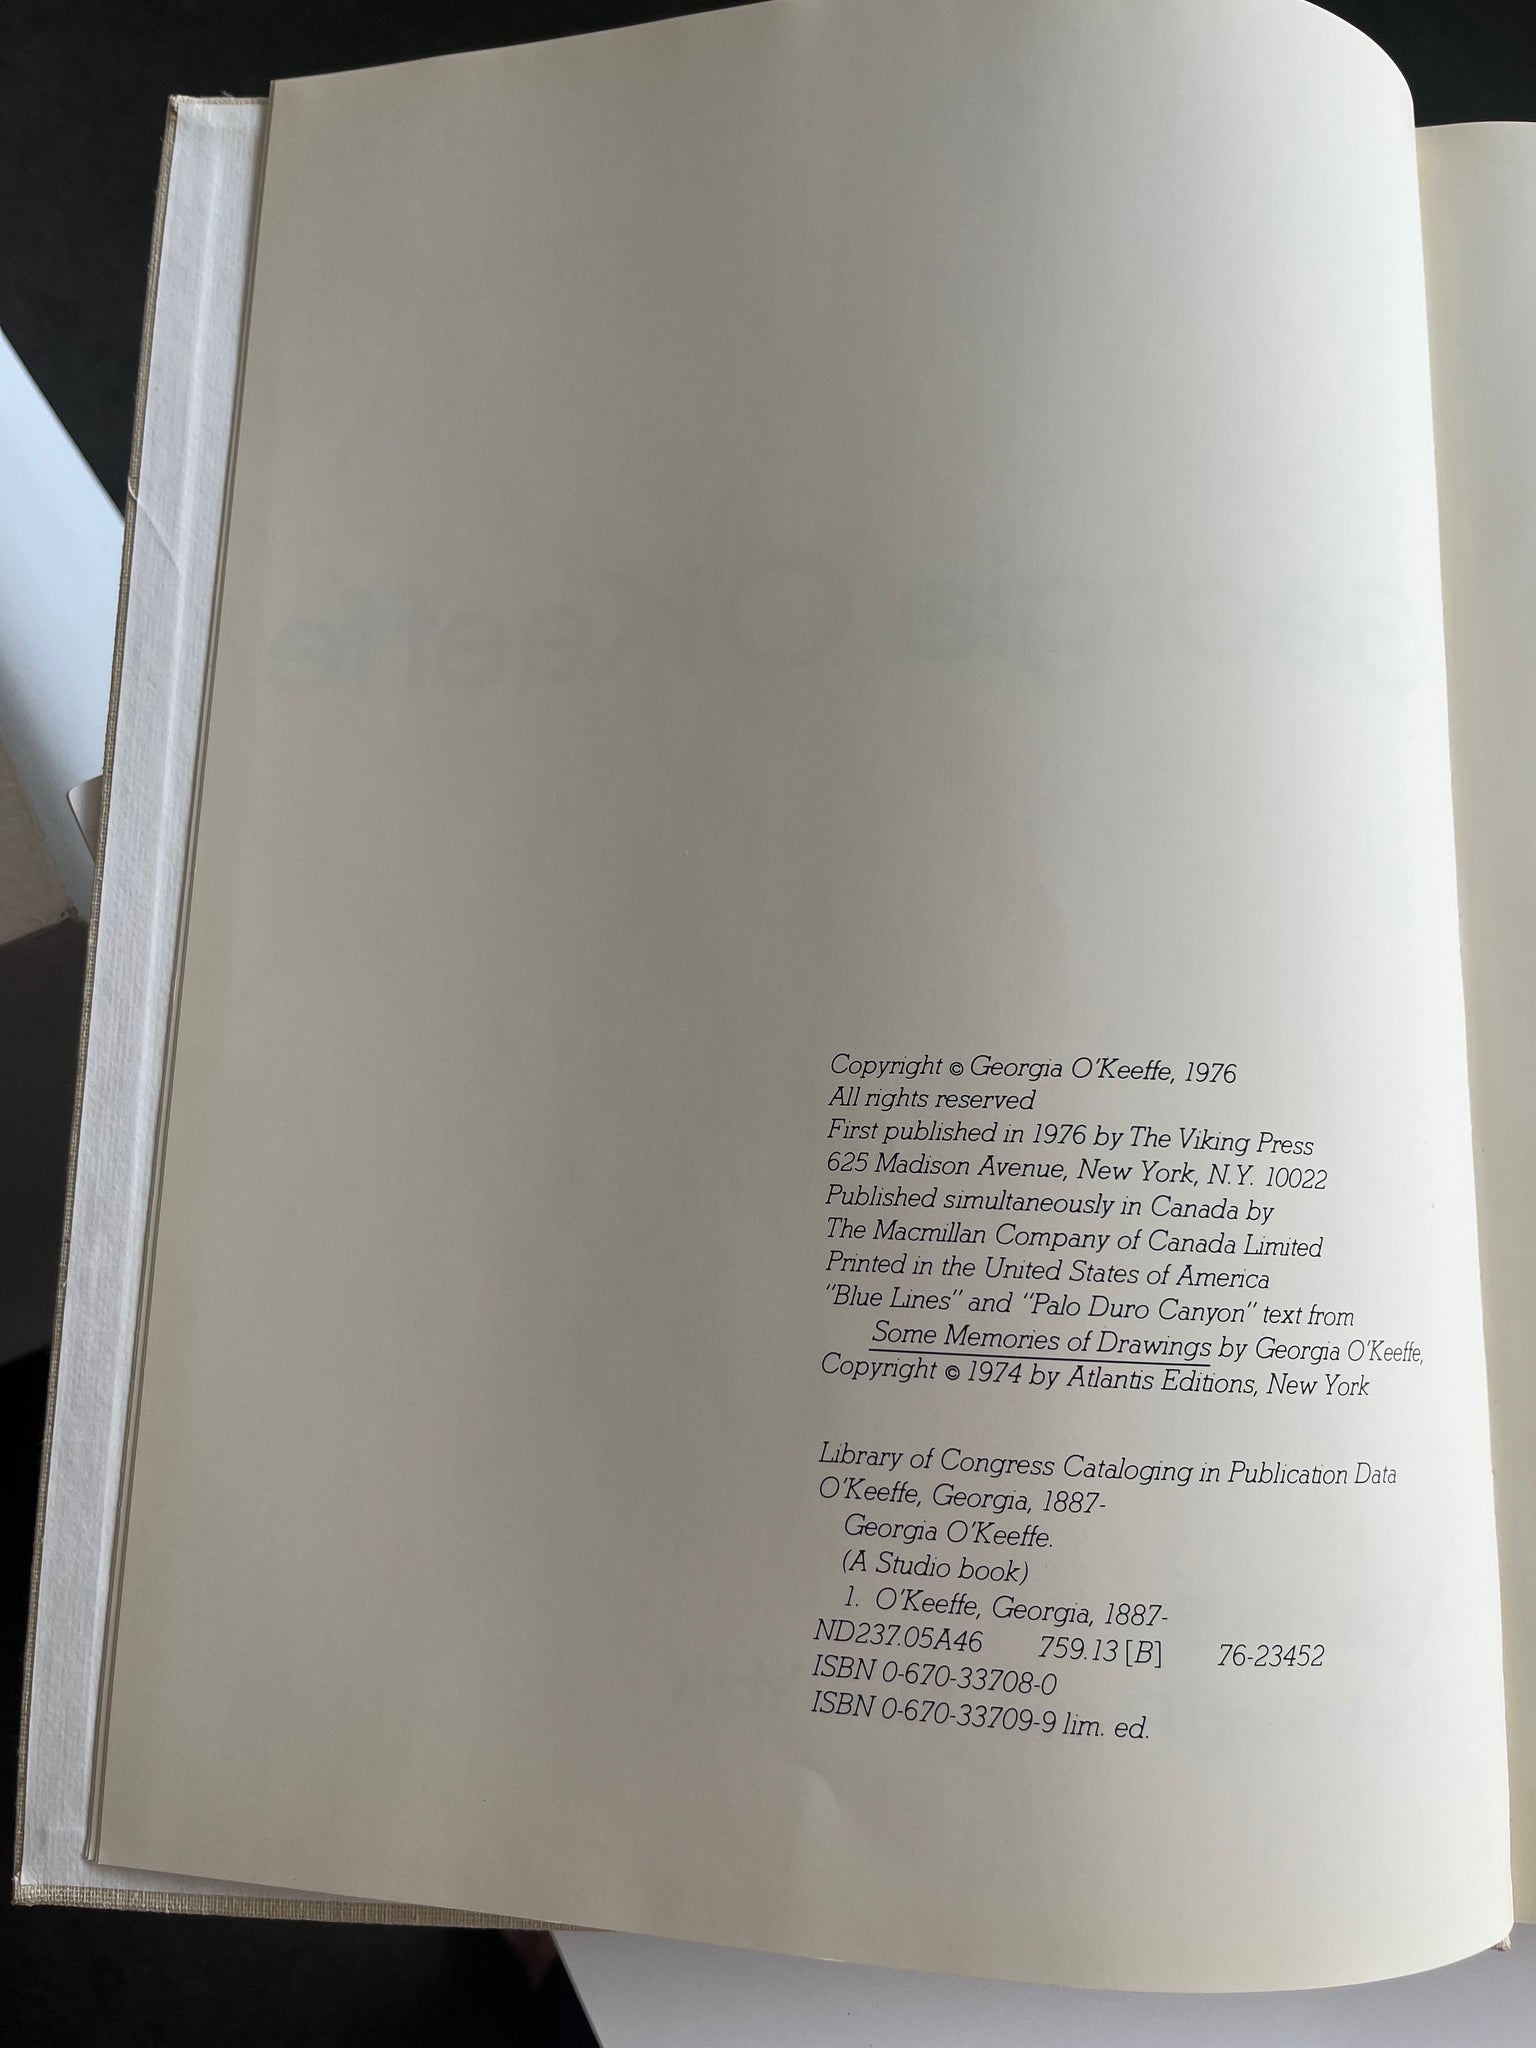 Copyright © Georgia O'Keeffe, 1976
All rights reserved
First published in 1976 by The Viking Press
625 Madison Avenue, New York, N.Y. 10022
Published simultaneously in Canada by
The Macmillan Company of Canada Limited
Printed in the United States of America
"Blue Lines" and "Palo Duro Canyon" text from
Some Memories of Drawings by Georgia O'Keeffe,
Copyright © 1974 by Atlantis Editions, New York
Library of Congress Cataloging in Publication Data
O'Keeffe, Georgia, 1887-
Georgia O'Keeffe.
(A Studio book)
1. O'Keeffe, Georgia, 1887-
ND237.05A46 759.13 [B] 76-23452
ISBN 0-670-33708-0
ISBN 0-670-33709-9 lim. ed.